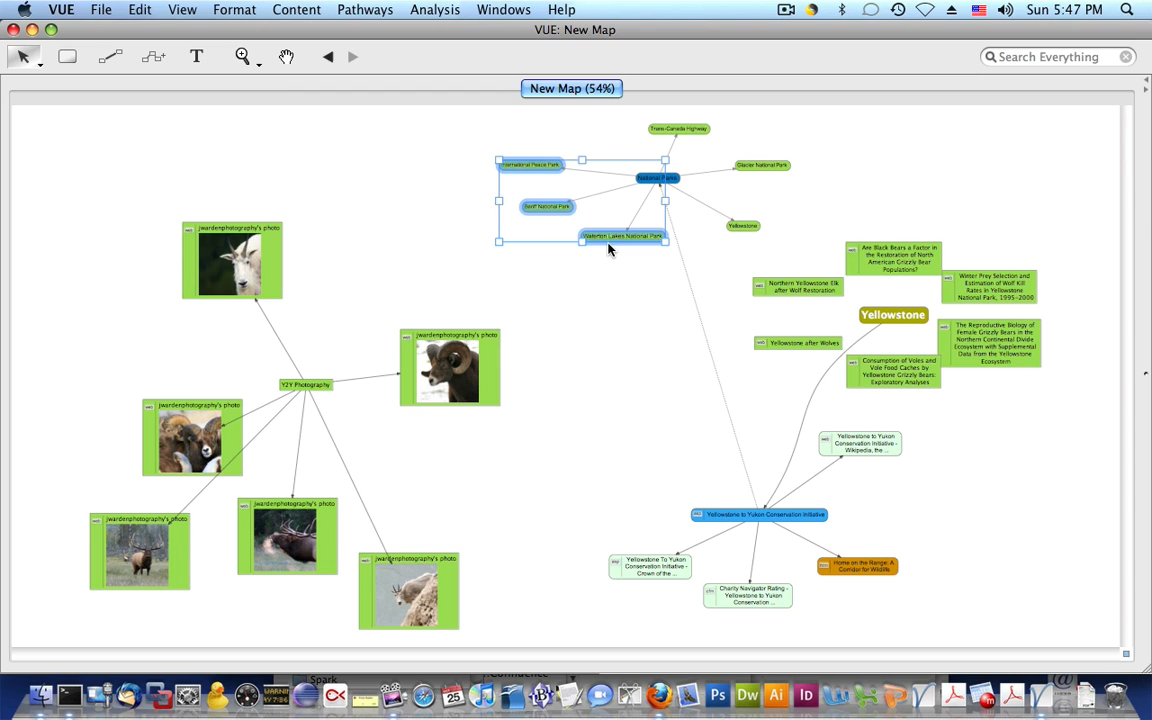 VUE File Edit View Format Content Pathways Analysis Windows Help Sun 5:47 PM
VUE: New Map
T
Search Everything
New Map (54%)
Trans-Canada Highway
International Peace Park
Glacier National Park
National Parks
Banff National Park
Yellowstone
Waterton Lakes National Park
jwardenphotography's photo
Are Black Bears a Factor in
the Restoration of North
American Grizzly Bear
Populations?
Northern Yellowstone Elk
after Wolf Restoration
Winter Prey Selection and
Estimation of Wolf Kill
Rates in Yellowstone
National Park, 1995-2000
Yellowstone
The Reproductive Biology of
Female Grizzly Bears in the
Northern Continental Divide
Ecosystem with Supplemental
Data from the Yellowstone
Ecosystem
Yellowstone after Wolves
Consumption of Voles and
Vole Food Caches by
Yellowstone Grizzly Bears:
Exploratory Analyses
jwardenphotography's photo
Y2Y Photography
jwardenphotography's photo
jwardenphotography's photo
jwardenphotography's photo
jwardenphotography's photo
Yellowstone to Yukon
Conservation Initiative -
Wikipedia, the ...
Yellowstone to Yukon Conservation Initiative
Yellowstone To Yukon
Conservation Initiative -
Crown of the ...
Home on the Range: A
Corridor for Wildlife
Charity Navigator Rating -
Yellowstone to Yukon
Conservation ...
Spark
Ps Dw Ai Id